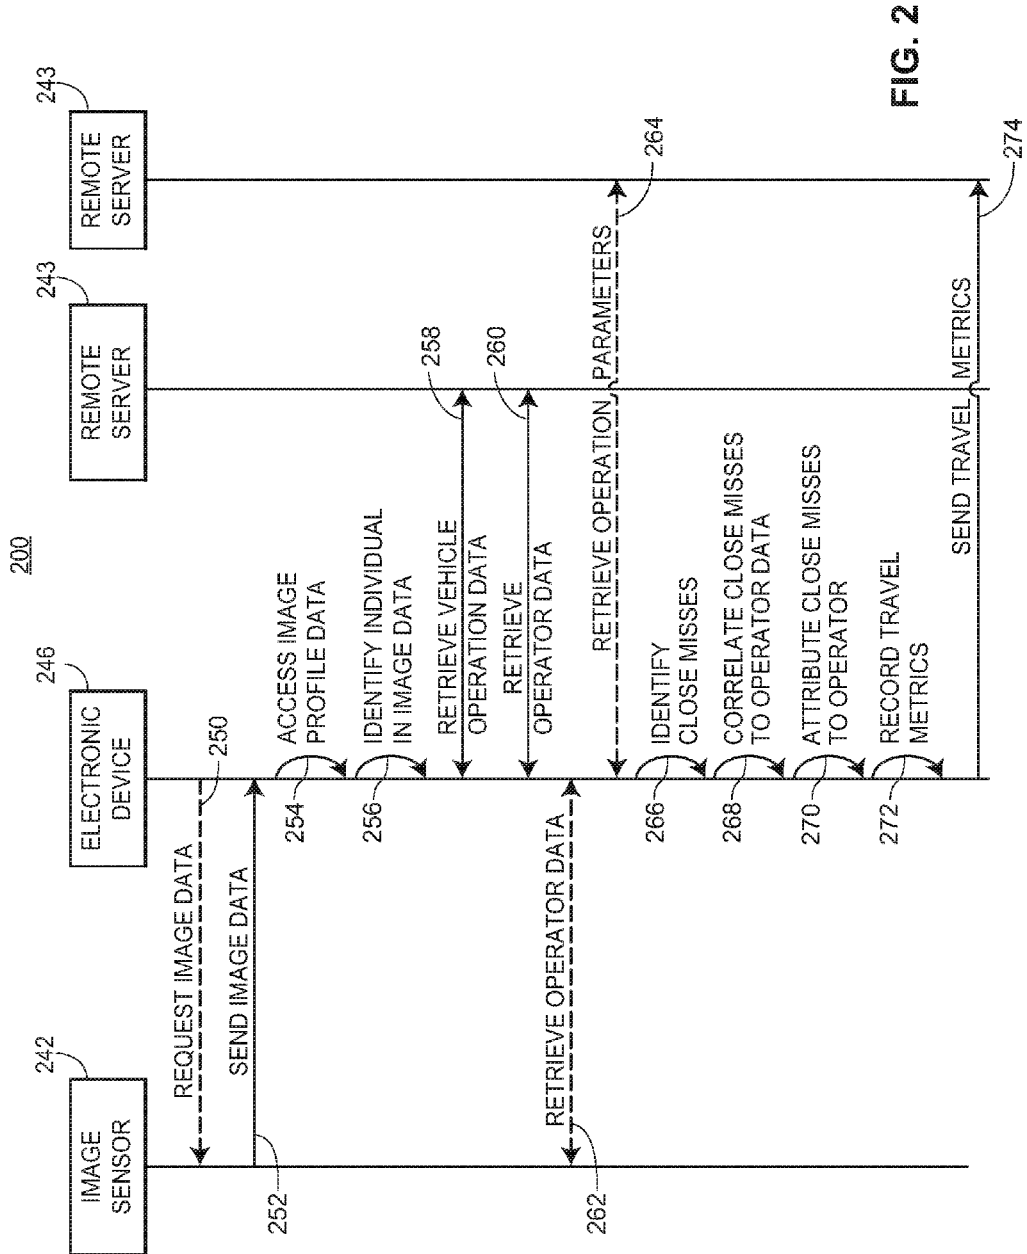 200
242
IMAGE
SENSOR
246
ELECTRONIC
DEVICE
243
REMOTE
SERVER
243
REMOTE
SERVER
REQUEST IMAGE DATA
250
SEND IMAGE DATA
252
ACCESS IMAGE
PROFILE DATA
254
IDENTIFY INDIVIDUAL
IN IMAGE DATA
256
RETRIEVE VEHICLE
OPERATION DATA
258
RETRIEVE
OPERATOR DATA
260
RETRIEVE OPERATOR DATA
262
RETRIEVE OPERATION PARAMETERS
264
IDENTIFY
CLOSE MISSES
266
CORRELATE CLOSE MISSES
TO OPERATOR DATA
268
ATTRIBUTE CLOSE MISSES
TO OPERATOR
270
RECORD TRAVEL
METRICS
272
SEND TRAVEL METRICS
274
FIG. 2